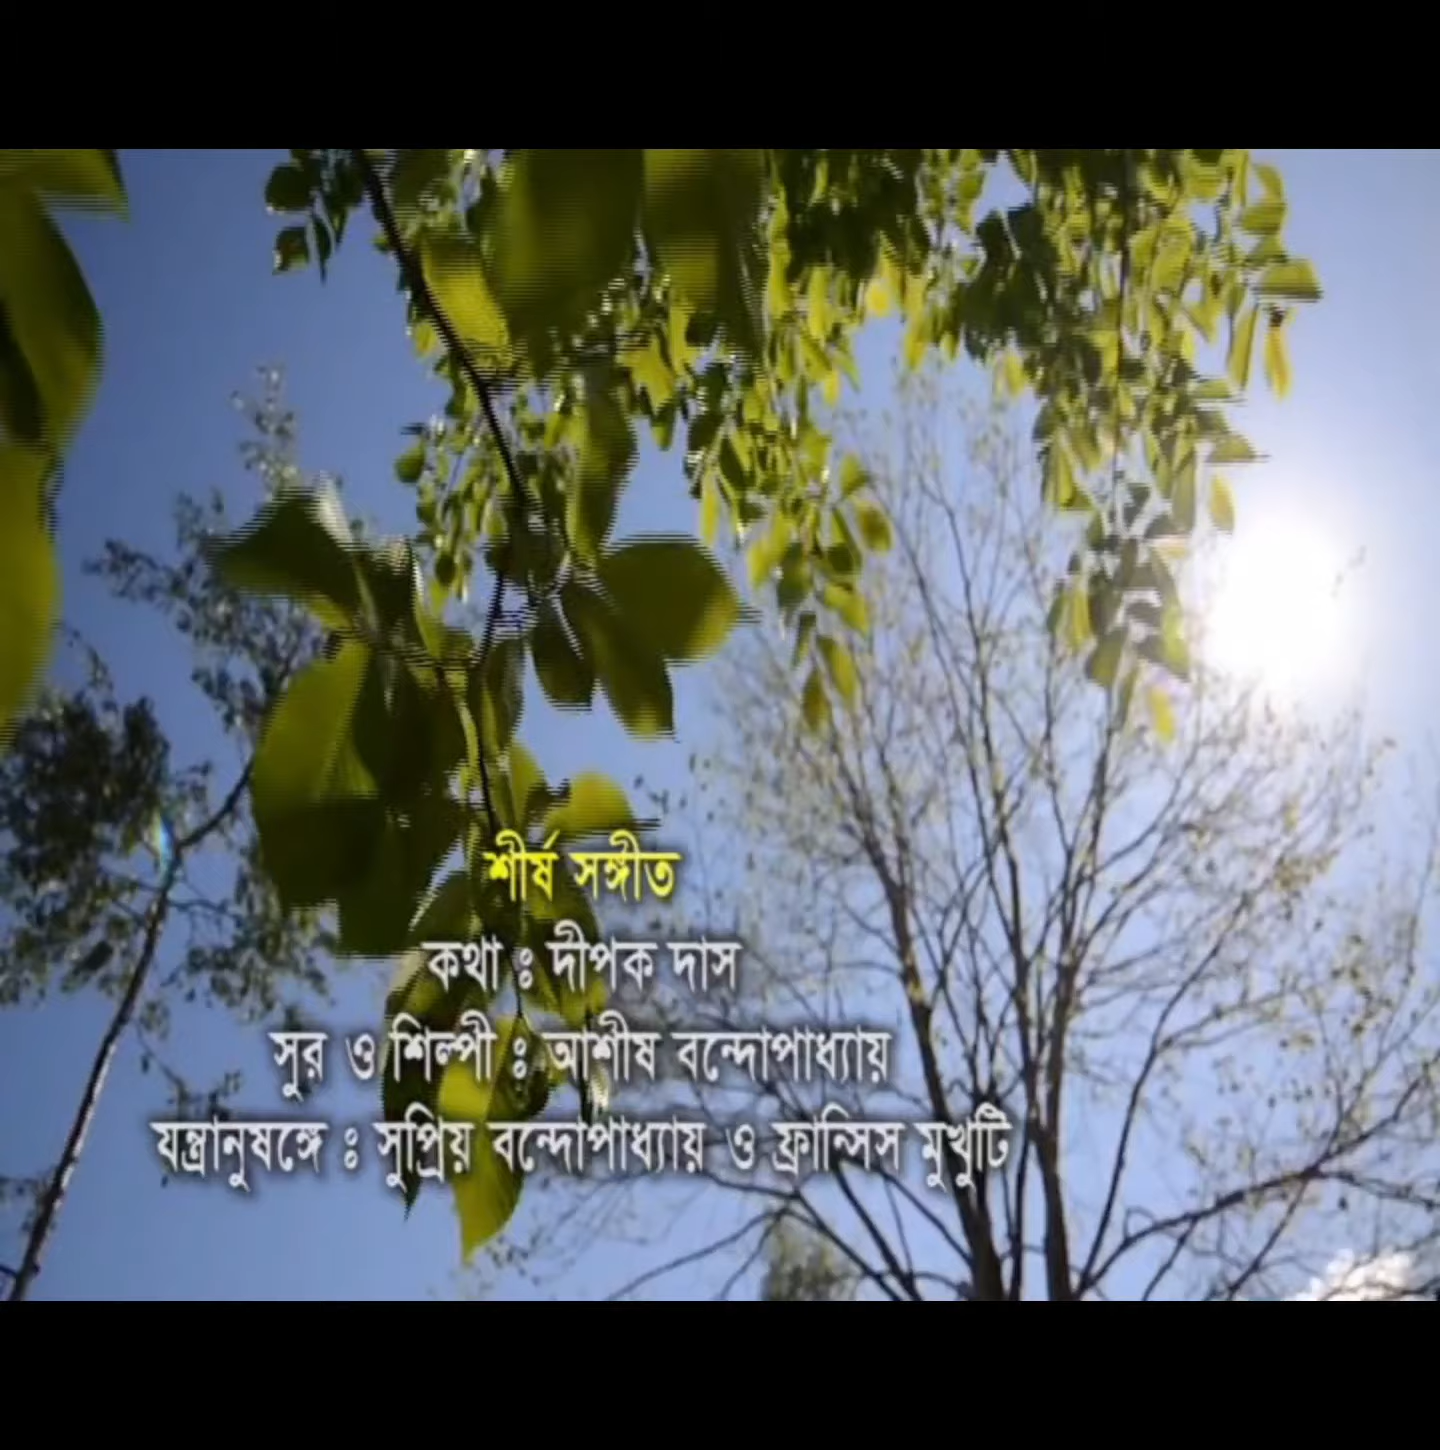 শীর্ষ সঙ্গীত
কথা ঃ দীপক দাস
সুর ও শিল্পী ঃ আশীষ বন্দোপাধ্যায়
যন্ত্রানুষঙ্গে ঃ সুপ্রিয় বন্দোপাধ্যায় ও ফ্রান্সিস মুখুটি